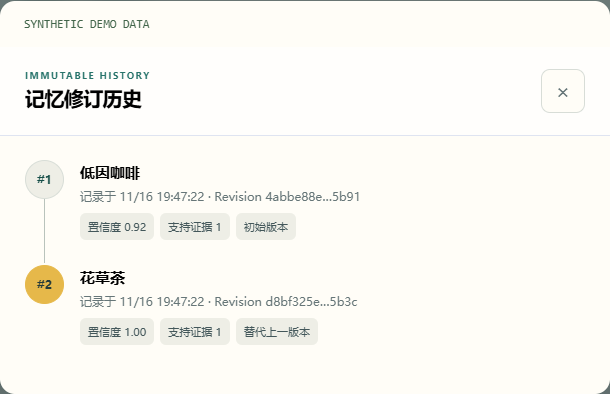 SYNTHETIC DEMO DATA
IMMUTABLE HISTORY
记忆修订历史
×
#1
低因咖啡
记录于 11/16 19:47:22 · Revision 4abbe88e…5b91
置信度 0.92 支持证据 1 初始版本
#2
花草茶
记录于 11/16 19:47:22 · Revision d8bf325e…5b3c
置信度 1.00 支持证据 1 替代上一版本